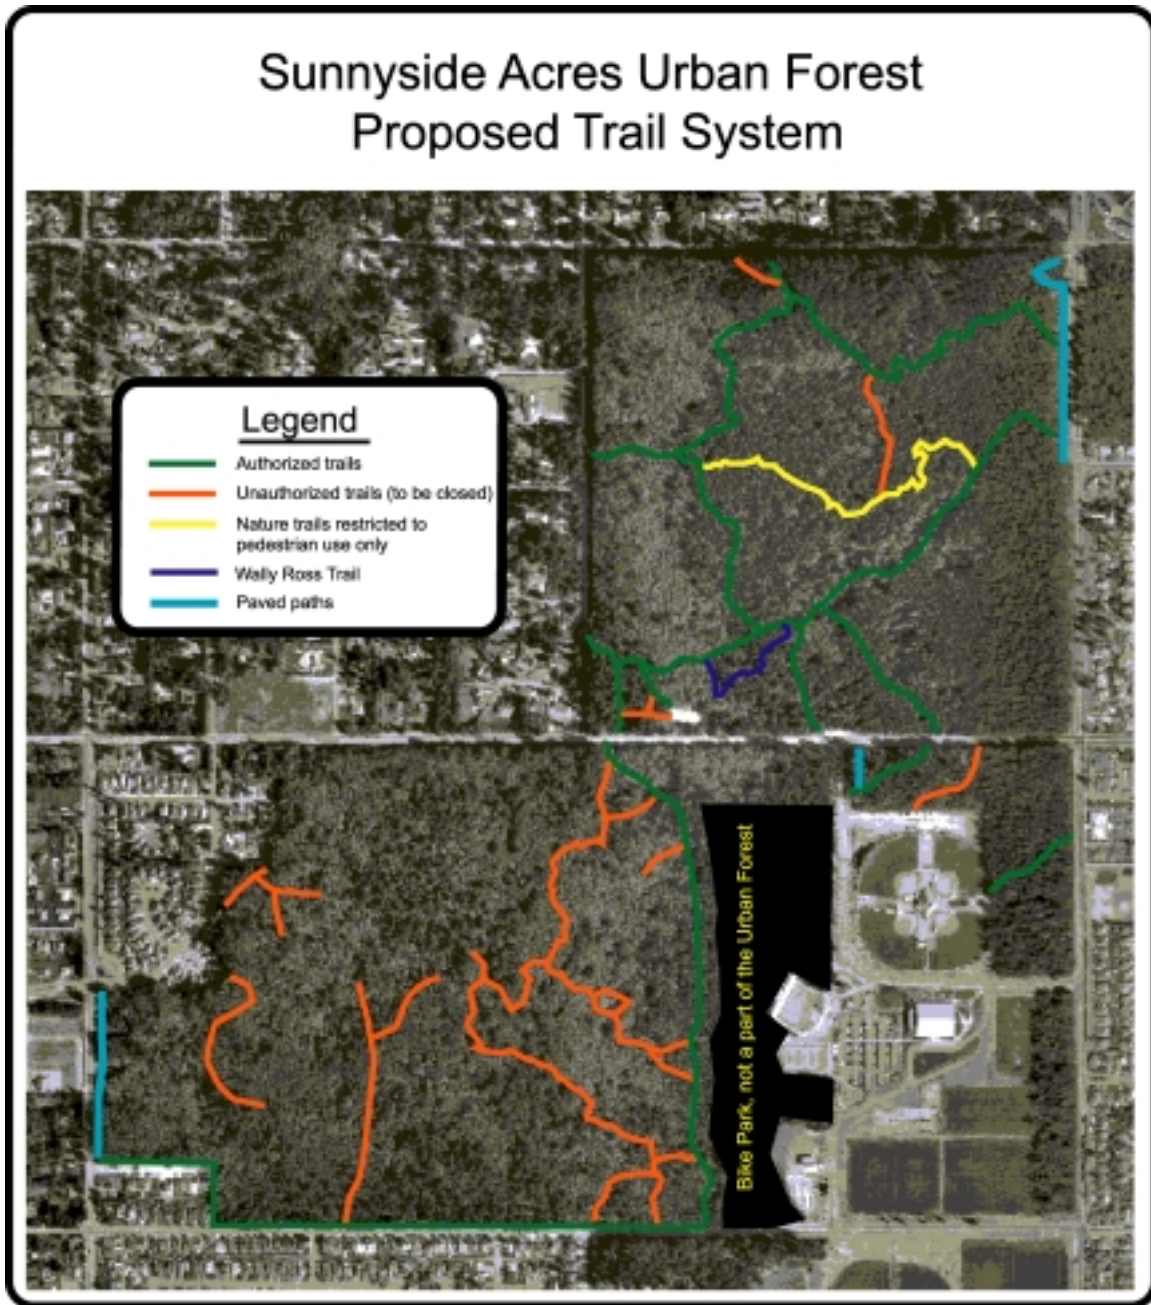 Sunnyside Acres Urban Forest
Proposed Trail System
Legend
Authorized trails
Unauthorized trails (to be closed)
Nature trails restricted to
pedestrian use only
Wally Ross Trail
Paved paths
Bike Park, not a part of the Urban Forest